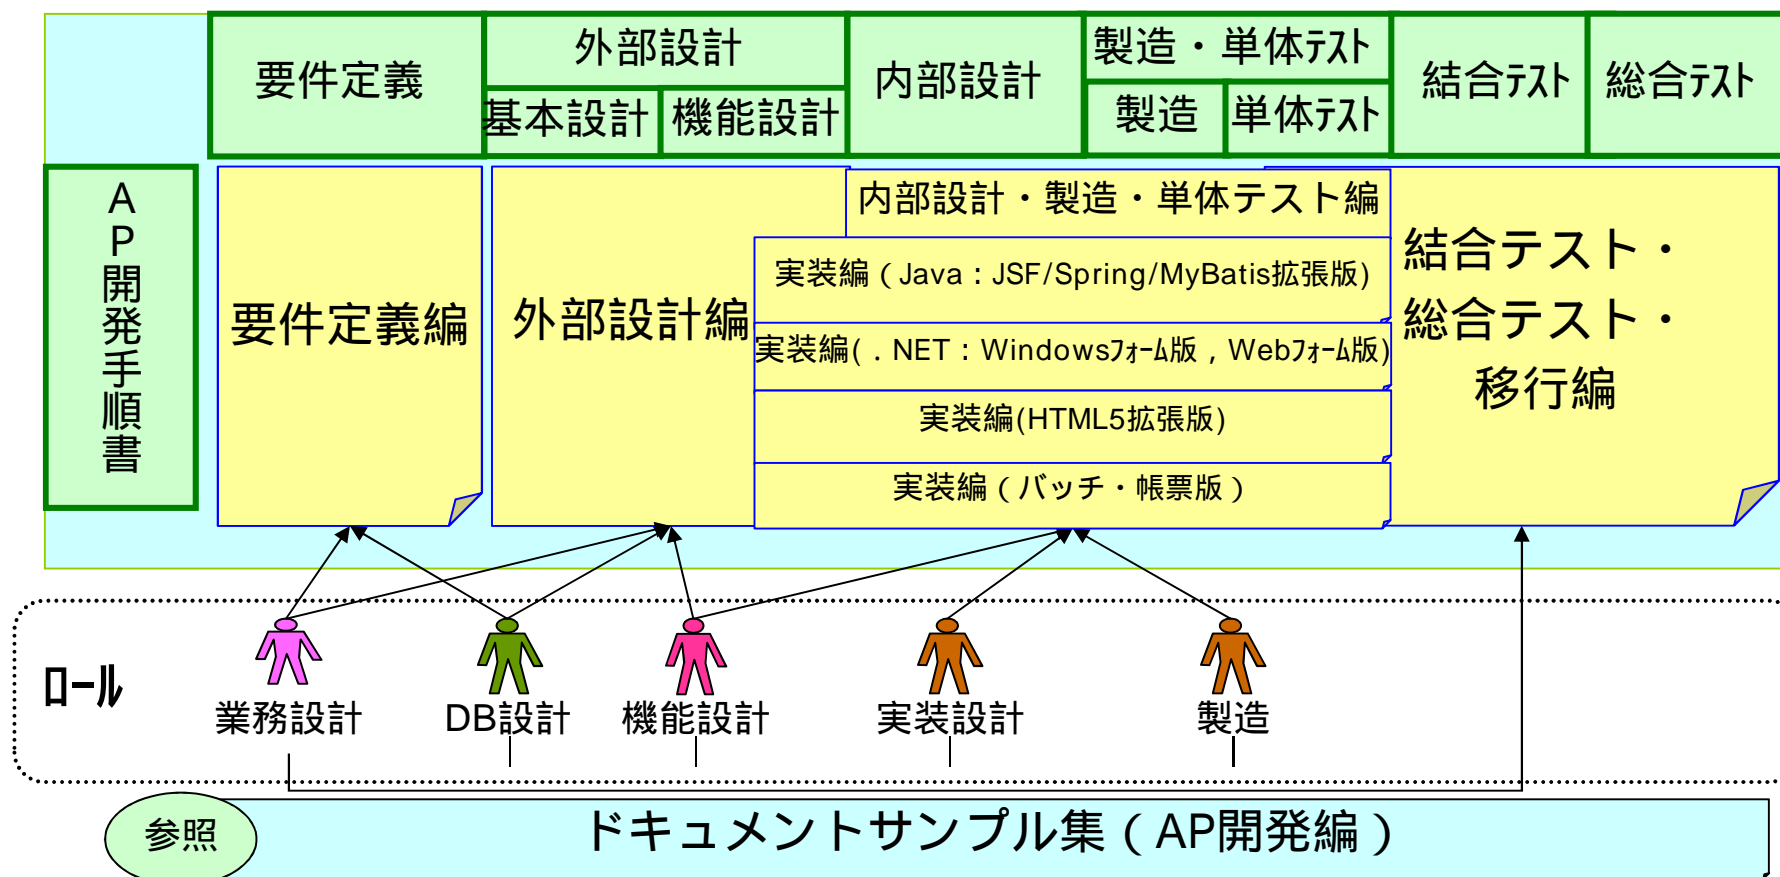 要件定義
外部設計
基本設計
機能設計
内部設計
製造・単体ﾃｽﾄ
製造
単体ﾃｽﾄ
結合ﾃｽﾄ
総合ﾃｽﾄ
AP開発手順書
要件定義編
外部設計編
内部設計・製造・単体テスト編
実装編（Java：JSF/Spring/MyBatis拡張版)
実装編(．NET：Windowsﾌｫｰﾑ版，Webﾌｫｰﾑ版)
実装編(HTML5拡張版)
実装編（バッチ・帳票版）
結合テスト・
総合テスト・
移行編
ﾛｰﾙ
業務設計
DB設計
機能設計
実装設計
製造
参照
ドキュメントサンプル集（AP開発編）